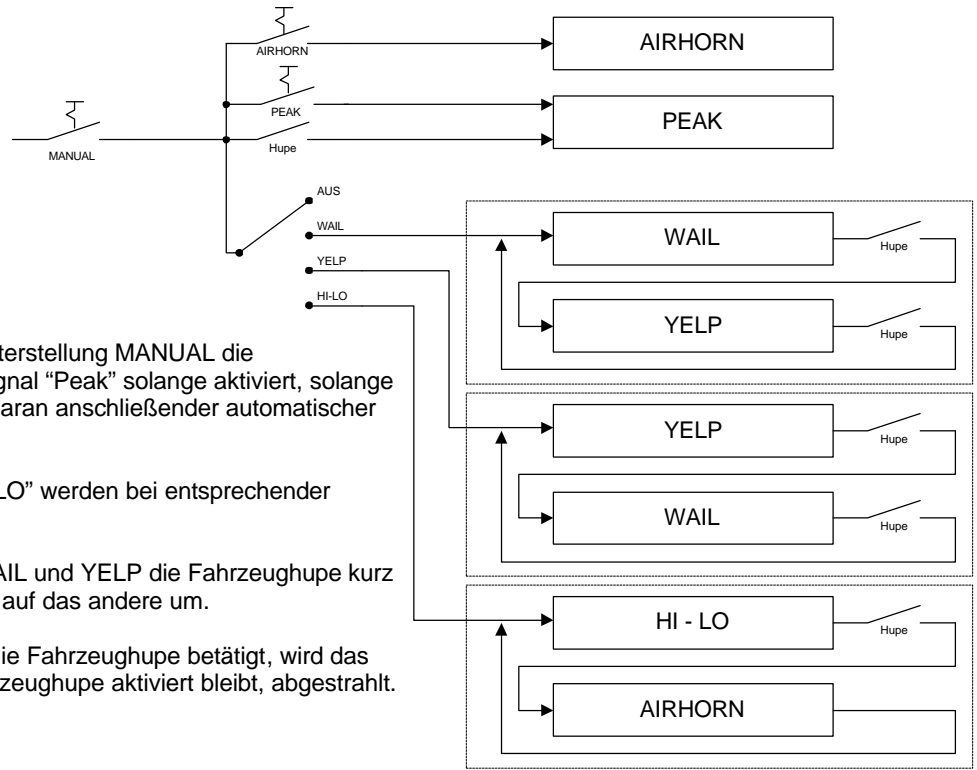 AIRHORN
AIRHORN
PEAK
PEAK
MANUAL
Hupe
AUS
WAIL
YELP
HI-LO
WAIL
Hupe
YELP
Hupe
YELP
Hupe
WAIL
Hupe
HI - LO
Hupe
AIRHORN
terstellung MANUAL die
gnal “Peak” solange aktiviert, solange
aran anschließender automatischer
LO” werden bei entsprechender
AIL und YELP die Fahrzeughupe kurz
auf das andere um.
ie Fahrzeughupe betätigt, wird das
rzeughupe aktiviert bleibt, abgestrahlt.